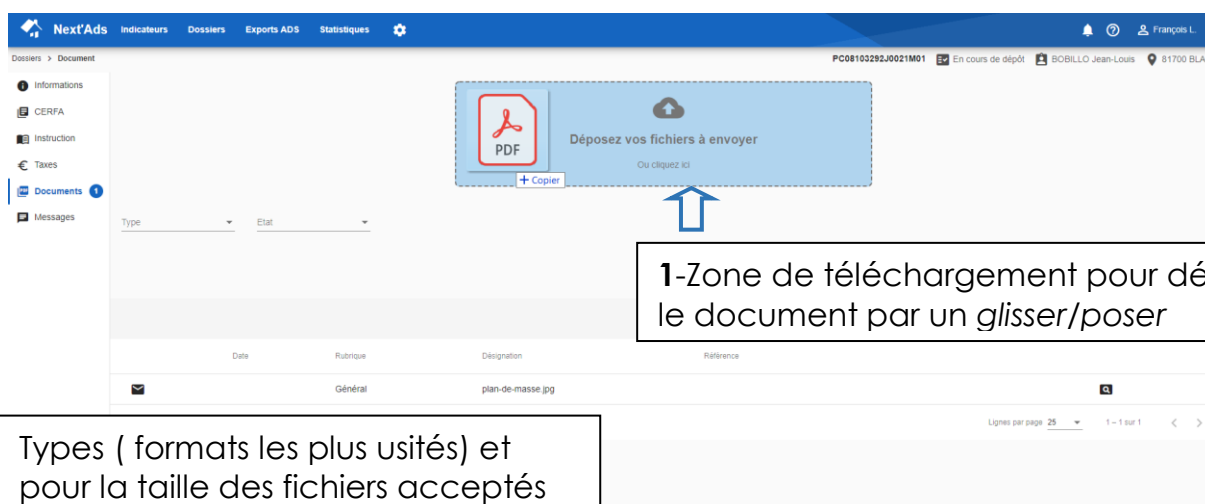 Next'Ads Indicateurs Dossiers Exports ADS Statistiques François L.
Dossiers > Document PC08103292J0021M01 En cours de dépôt BOBILLO Jean-Louis 81700 BLA
Informations
CERFA
Instruction
Taxes
Documents 1
Messages
PDF
+ Copier
Déposez vos fichiers à envoyer
Ou cliquez ici
Type Etat
1-Zone de téléchargement pour dé
le document par un glisser/poser
Date Rubrique Désignation Référence
Général plan-de-masse.jpg
Lignes par page 25 1 – 1 sur 1
Types ( formats les plus usités) et
pour la taille des fichiers acceptés